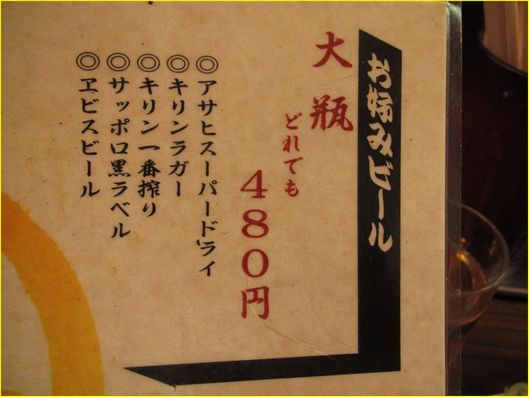 お好みビール
大瓶
どれでも
480円
◎アサヒスーパードライ
◎キリンラガー
◎キリン一番搾り
◎サッポロ黒ラベル
◎ヱビスビール